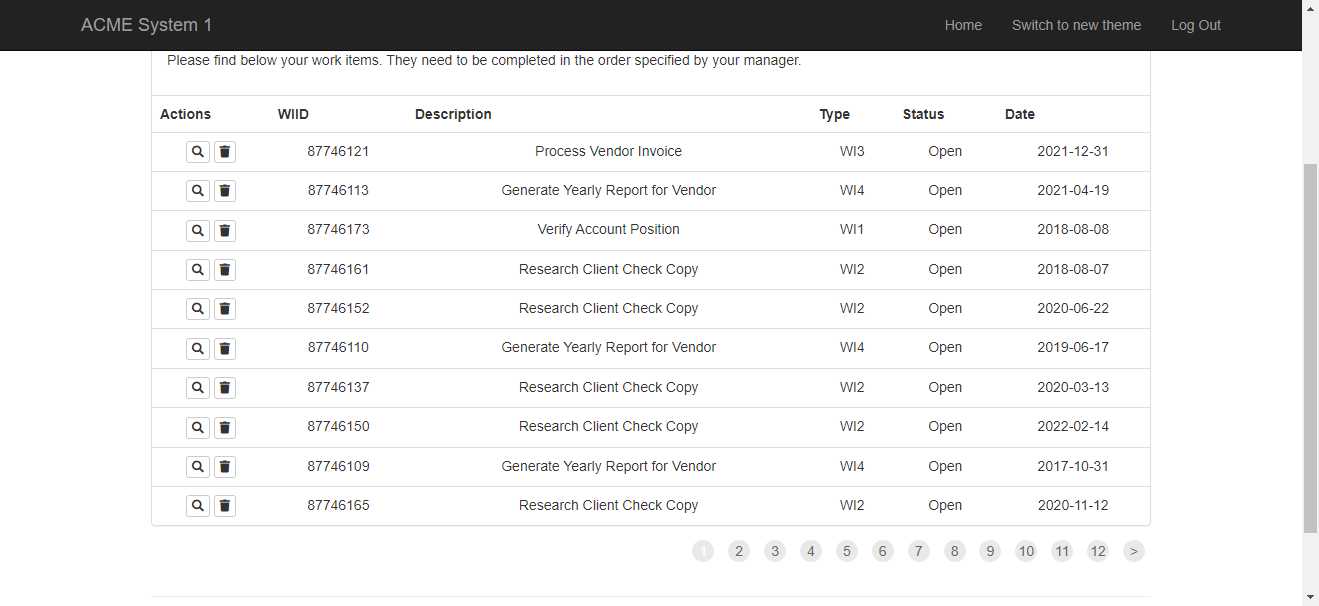 ACME System 1 Home Switch to new theme Log Out
Please find below your work items. They need to be completed in the order specified by your manager.
Actions WIID Description Type Status Date
87746121 Process Vendor Invoice WI3 Open 2021-12-31
87746113 Generate Yearly Report for Vendor WI4 Open 2021-04-19
87746173 Verify Account Position WI1 Open 2018-08-08
87746161 Research Client Check Copy WI2 Open 2018-08-07
87746152 Research Client Check Copy WI2 Open 2020-06-22
87746110 Generate Yearly Report for Vendor WI4 Open 2019-06-17
87746137 Research Client Check Copy WI2 Open 2020-03-13
87746150 Research Client Check Copy WI2 Open 2022-02-14
87746109 Generate Yearly Report for Vendor WI4 Open 2017-10-31
87746165 Research Client Check Copy WI2 Open 2020-11-12
1 2 3 4 5 6 7 8 9 10 11 12 >